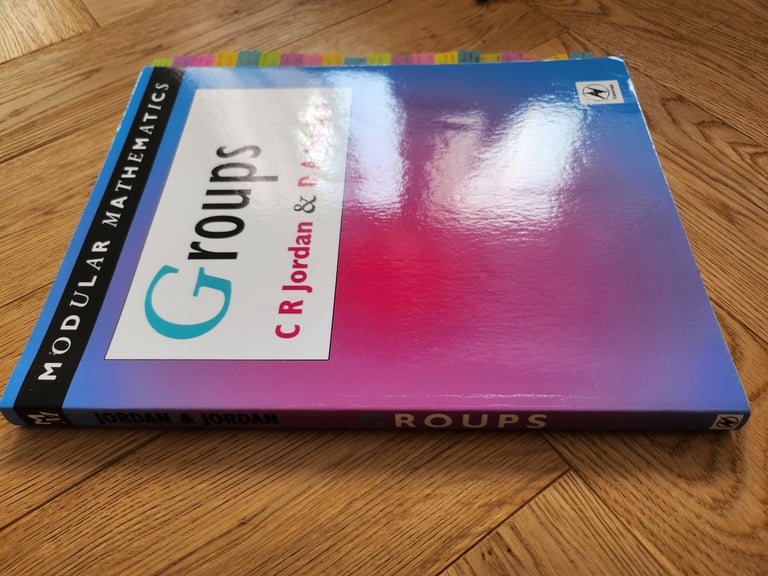 MODULAR MATHEMATICS
Groups
C R Jordan & D A
JORDAN & JORDAN
GROUPS